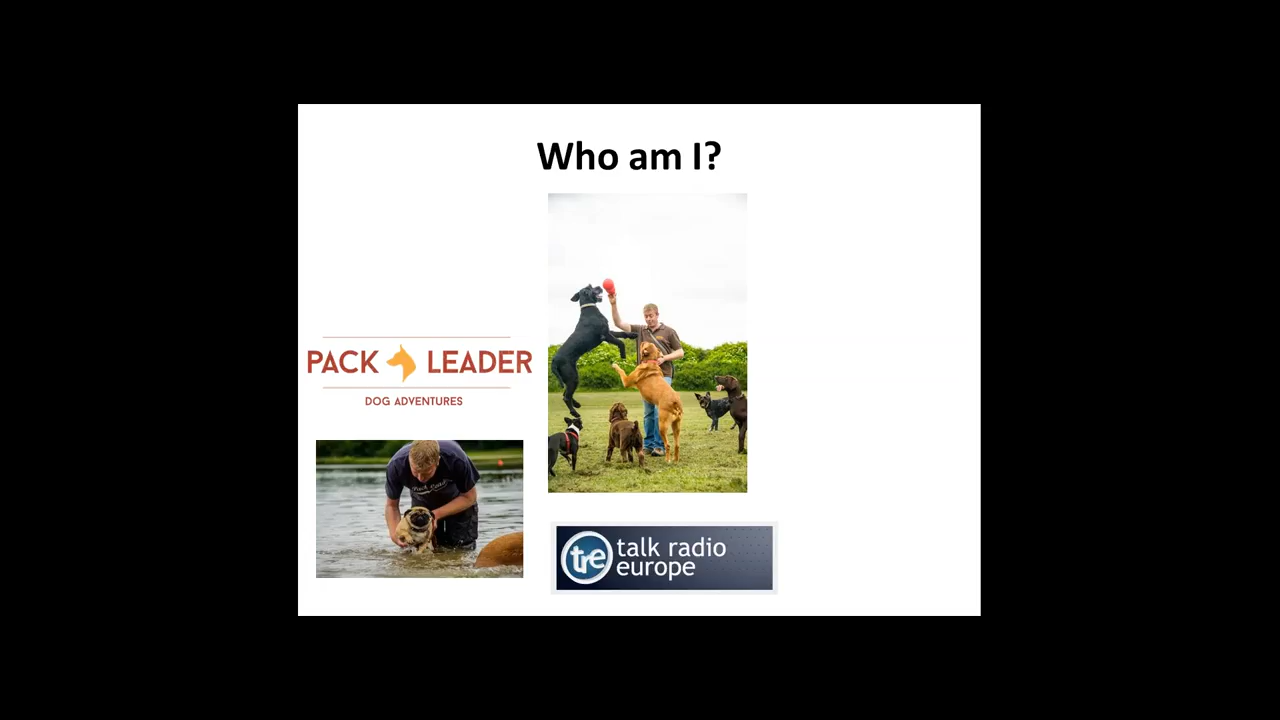 Who am I?
PACK LEADER
DOG ADVENTURES
tre talk radio
europe